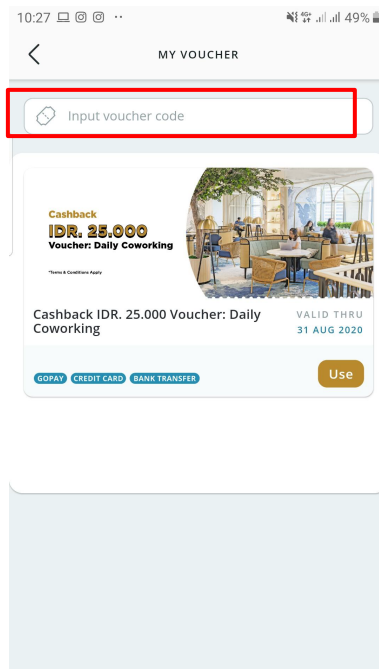 10:27 49%
MY VOUCHER
Input voucher code
Cashback
IDR. 25.000
Voucher: Daily Coworking
*Terms & Conditions Apply
Cashback IDR. 25.000 Voucher: Daily
Coworking
VALID THRU
31 AUG 2020
GOPAY CREDIT CARD BANK TRANSFER
Use